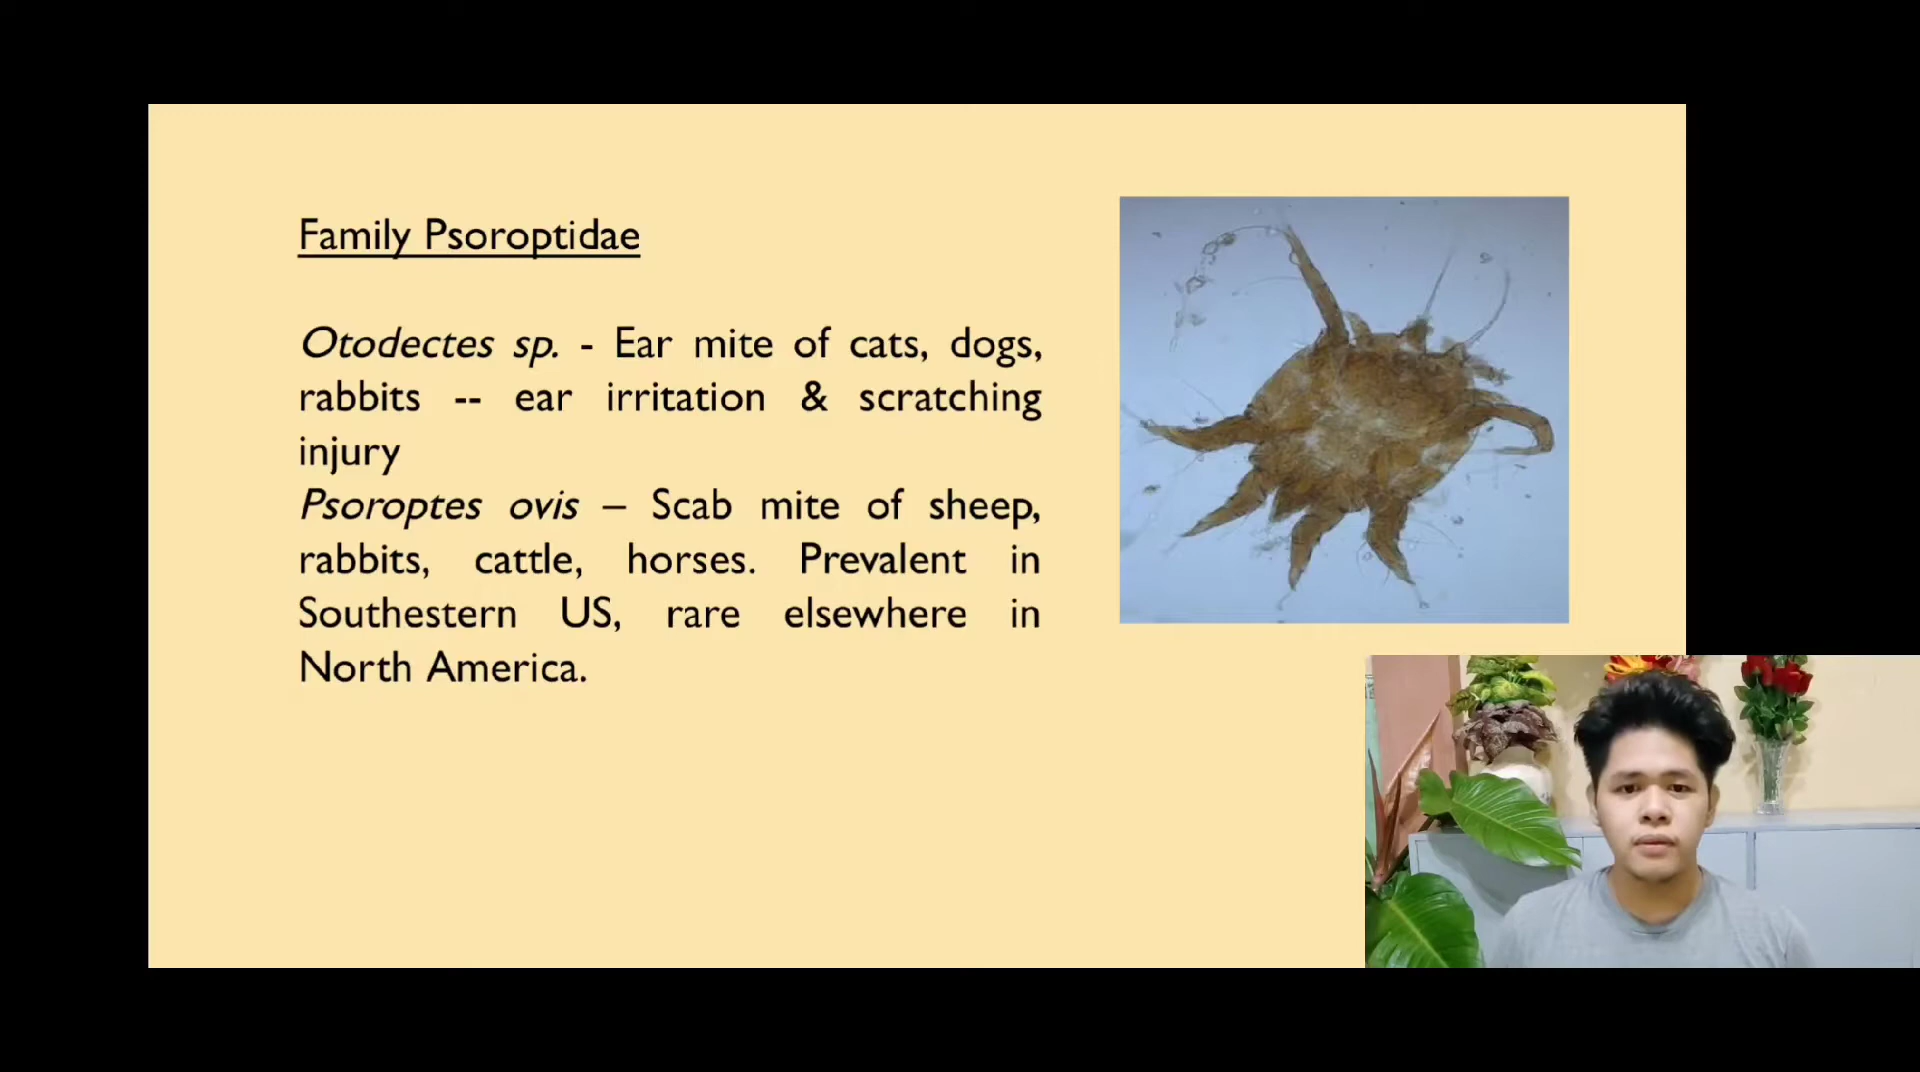 Family Psoroptidae
Otodectes sp. - Ear mite of cats, dogs,
rabbits -- ear irritation & scratching
injury
Psoroptes ovis – Scab mite of sheep,
rabbits, cattle, horses. Prevalent in
Southestern US, rare elsewhere in
North America.